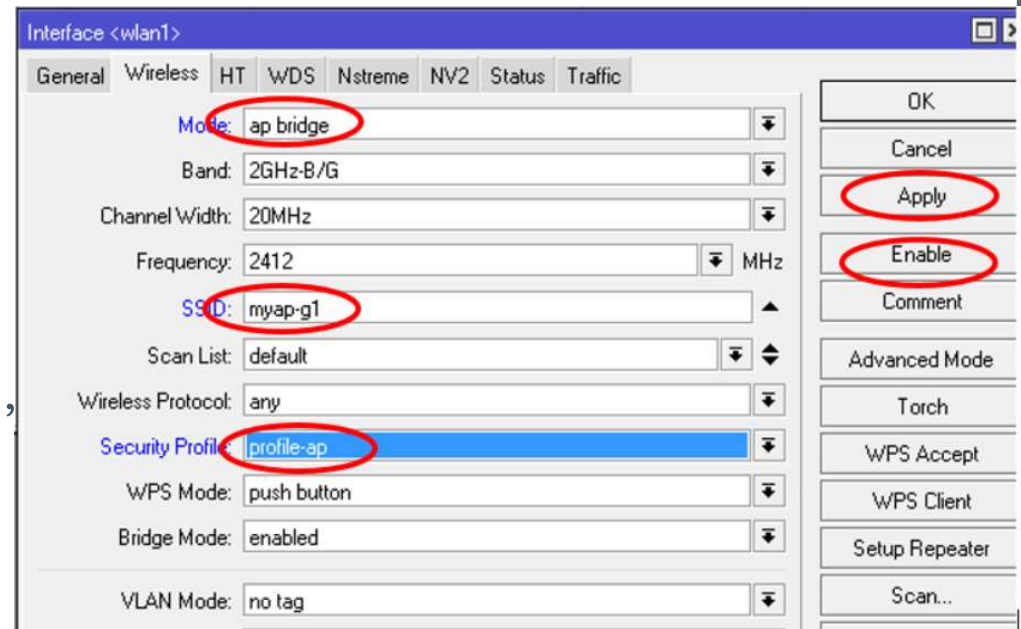 Interface <wlan1>
General Wireless HT WDS Nstreme NV2 Status Traffic
Mode: ap bridge
Band: 2GHz-B/G
Channel Width: 20MHz
Frequency: 2412 MHz
SSID: myap-g1
Scan List: default
Wireless Protocol: any
Security Profile: profile-ap
WPS Mode: push button
Bridge Mode: enabled
VLAN Mode: no tag
OK
Cancel
Apply
Enable
Comment
Advanced Mode
Torch
WPS Accept
WPS Client
Setup Repeater
Scan...
,